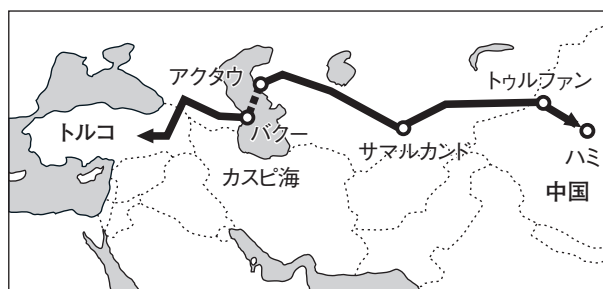 アクタウ
トゥルファン
トルコ
バクー
サマルカンド
ハミ
カスピ海
中国